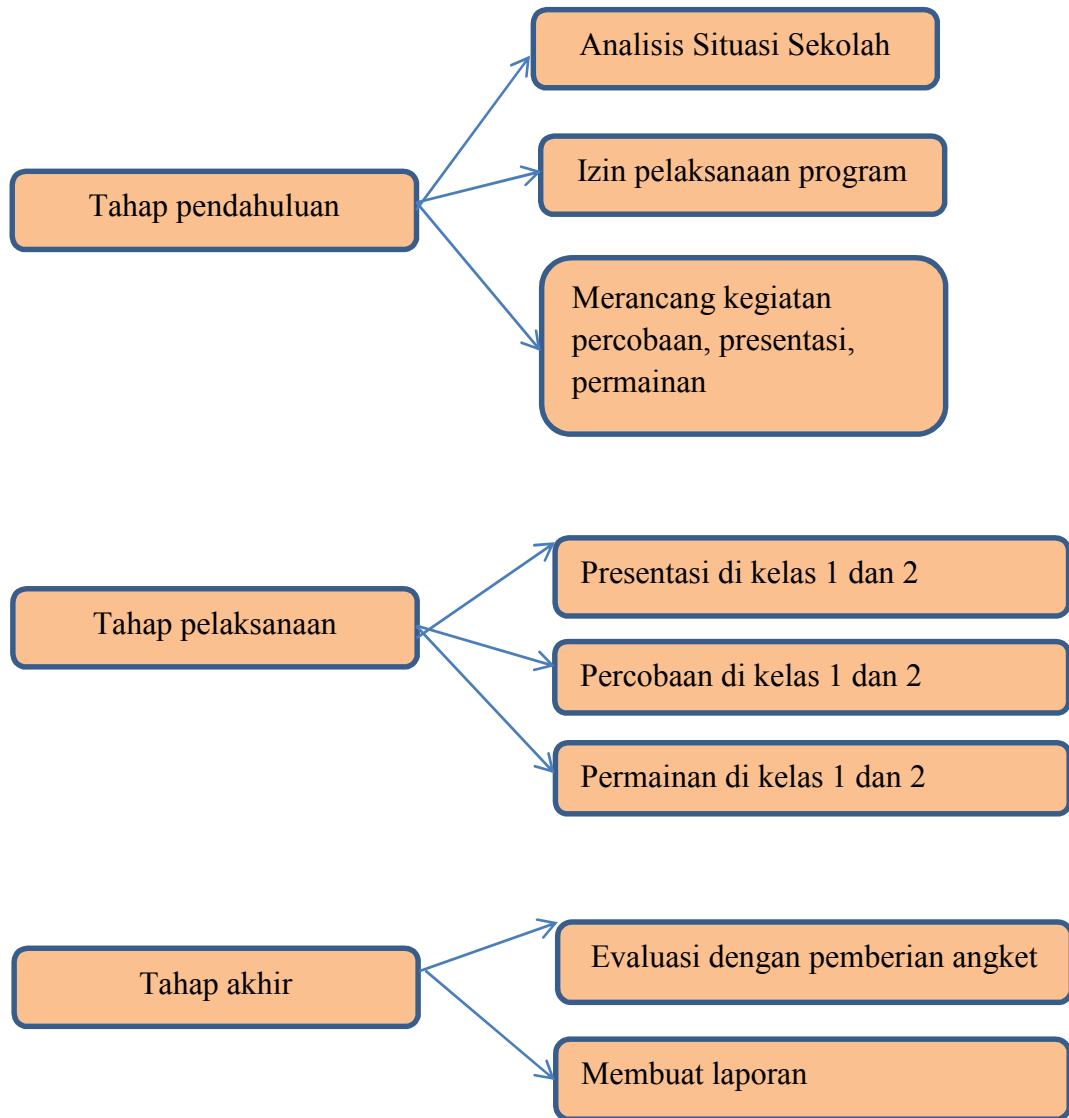 Analisis Situasi Sekolah
Izin pelaksanaan program
Tahap pendahuluan
Merancang kegiatan
percobaan, presentasi,
permainan
Presentasi di kelas 1 dan 2
Tahap pelaksanaan
Percobaan di kelas 1 dan 2
Permainan di kelas 1 dan 2
Evaluasi dengan pemberian angket
Tahap akhir
Membuat laporan